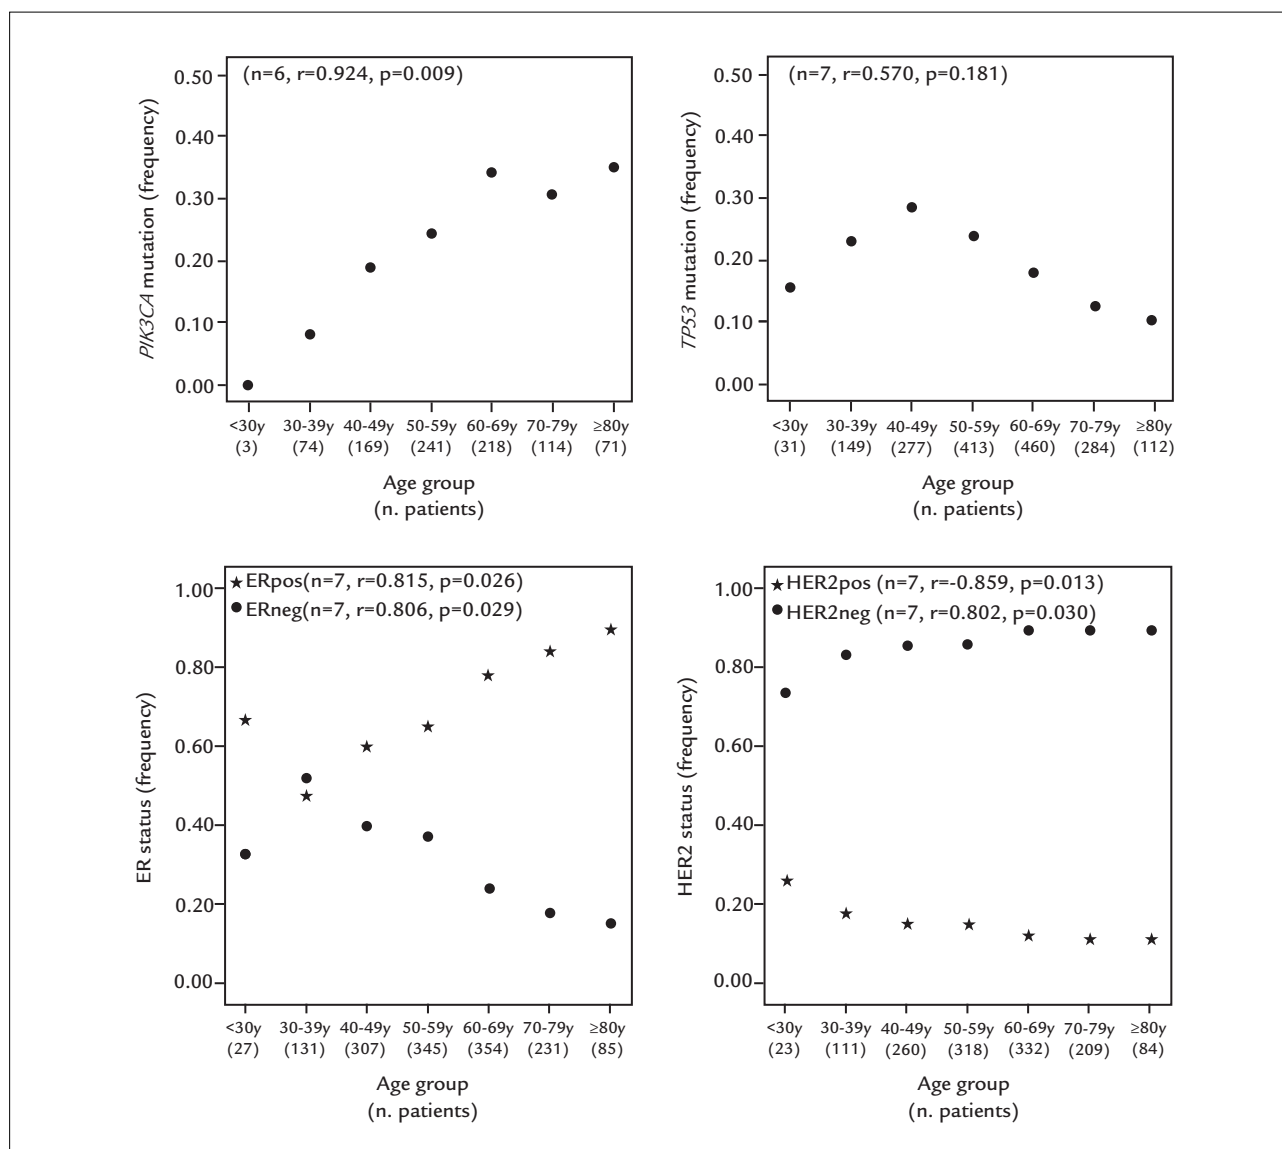 (n=6, r=0.924, p=0.009)
PIK3CA mutation (frequency)
0.50
0.40
0.30
0.20
0.10
0.00
<30y 30-39y 40-49y 50-59y 60-69y 70-79y ≥80y
(3) (74) (169) (241) (218) (114) (71)
Age group
(n. patients)
(n=7, r=0.570, p=0.181)
TP53 mutation (frequency)
0.50
0.40
0.30
0.20
0.10
0.00
<30y 30-39y 40-49y 50-59y 60-69y 70-79y ≥80y
(31) (149) (277) (413) (460) (284) (112)
Age group
(n. patients)
ERpos(n=7, r=0.815, p=0.026)
ERneg(n=7, r=0.806, p=0.029)
ER status (frequency)
1.00
0.80
0.60
0.40
0.20
0.00
<30y 30-39y 40-49y 50-59y 60-69y 70-79y ≥80y
(27) (131) (307) (345) (354) (231) (85)
Age group
(n. patients)
HER2pos (n=7, r=-0.859, p=0.013)
HER2neg (n=7, r=0.802, p=0.030)
HER2 status (frequency)
1.00
0.80
0.60
0.40
0.20
0.00
<30y 30-39y 40-49y 50-59y 60-69y 70-79y ≥80y
(23) (111) (260) (318) (332) (209) (84)
Age group
(n. patients)